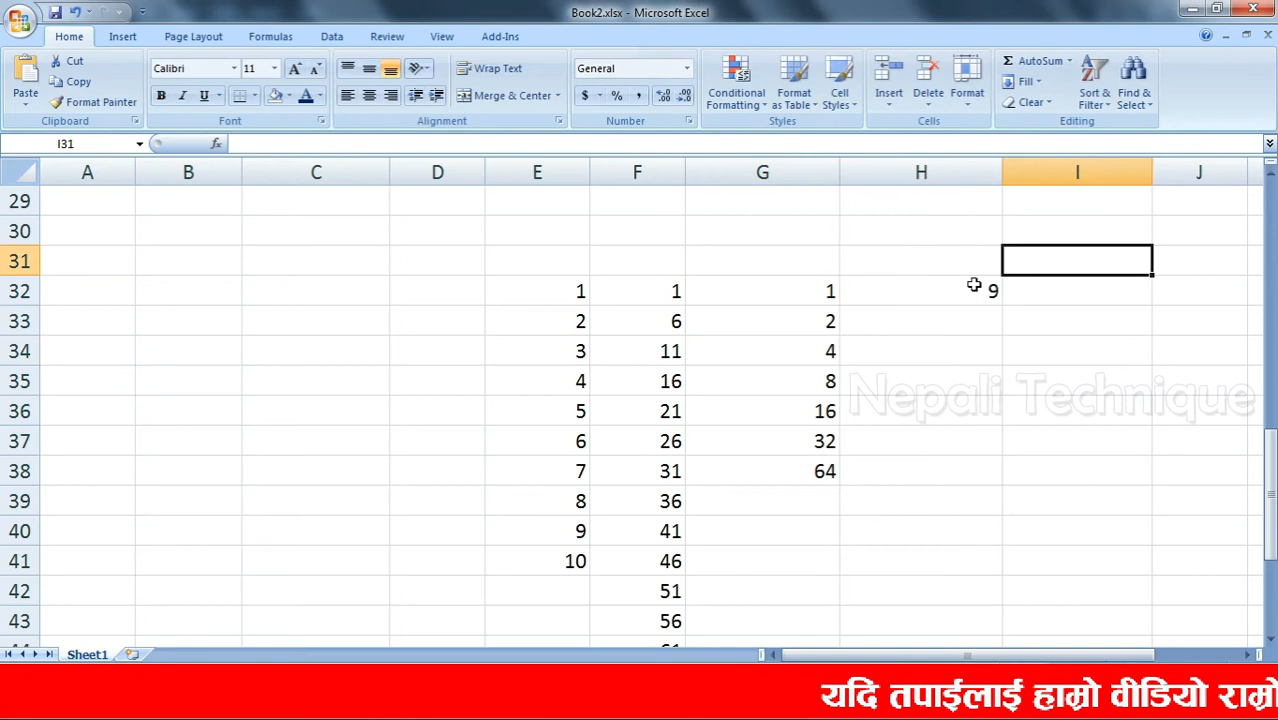 Book2.xlsx - Microsoft Excel
Home Insert Page Layout Formulas Data Review View Add-Ins
Paste Cut Copy Format Painter Clipboard
Calibri 11 A A B I U A Font
Wrap Text Merge & Center Alignment
General $ % , .0 .00 .00 .0 Number
Conditional Formatting Format as Table Cell Styles Styles
Insert Delete Format Cells
Σ AutoSum Fill Clear Sort & Filter Find & Select Editing
I31 fx
A B C D E F G H I J
29
30
31
32 1 1 1 9
33 2 6 2
34 3 11 4
35 4 16 8
Nepali Technique
36 5 21 16
37 6 26 32
38 7 31 64
39 8 36
40 9 41
41 10 46
42 51
43 56
Sheet1
यदि तपाईलाई हाम्रो वीडियो राम्रो